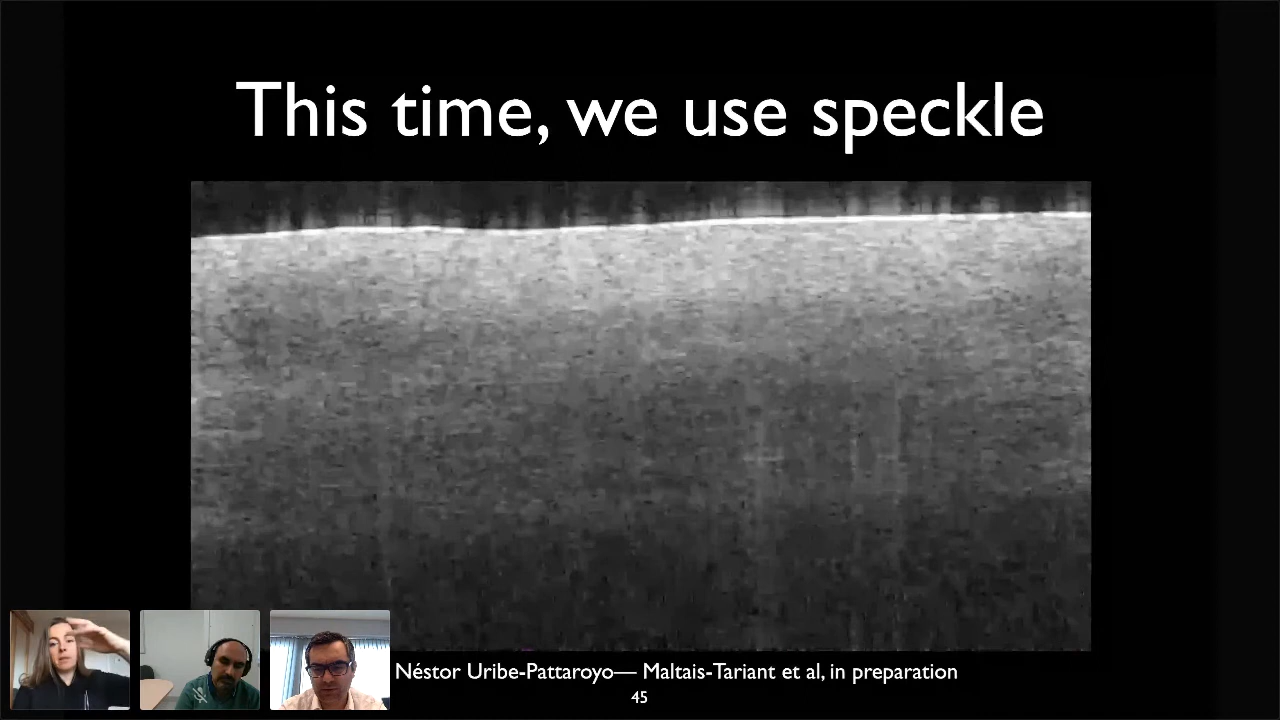 This time, we use speckle
Néstor Uribe-Pattaroyo— Maltais-Tariant et al, in preparation
45